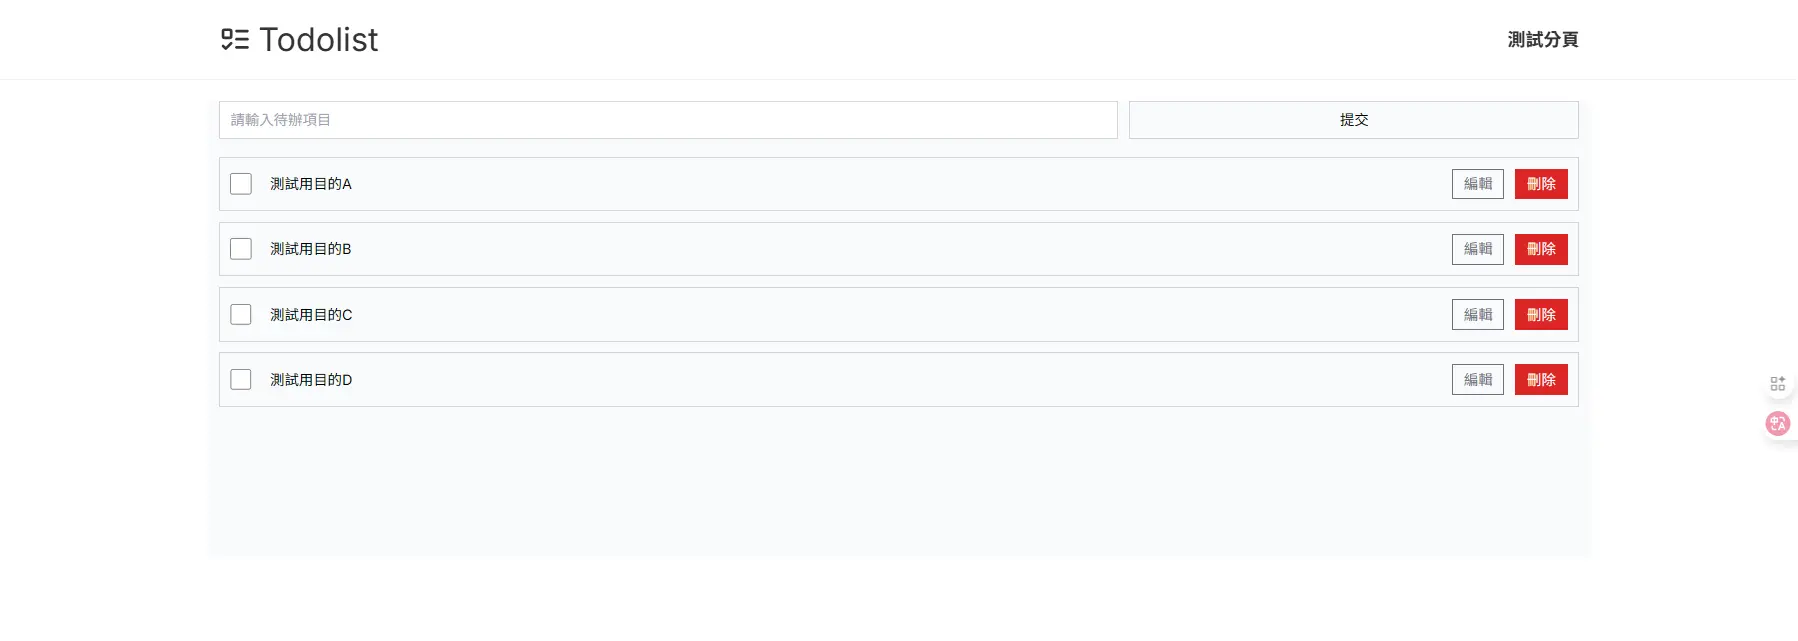 Todolist
測試分頁
請輸入待辦項目
提交
測試用目的A
編輯
刪除
測試用目的B
編輯
刪除
測試用目的C
編輯
刪除
測試用目的D
編輯
刪除